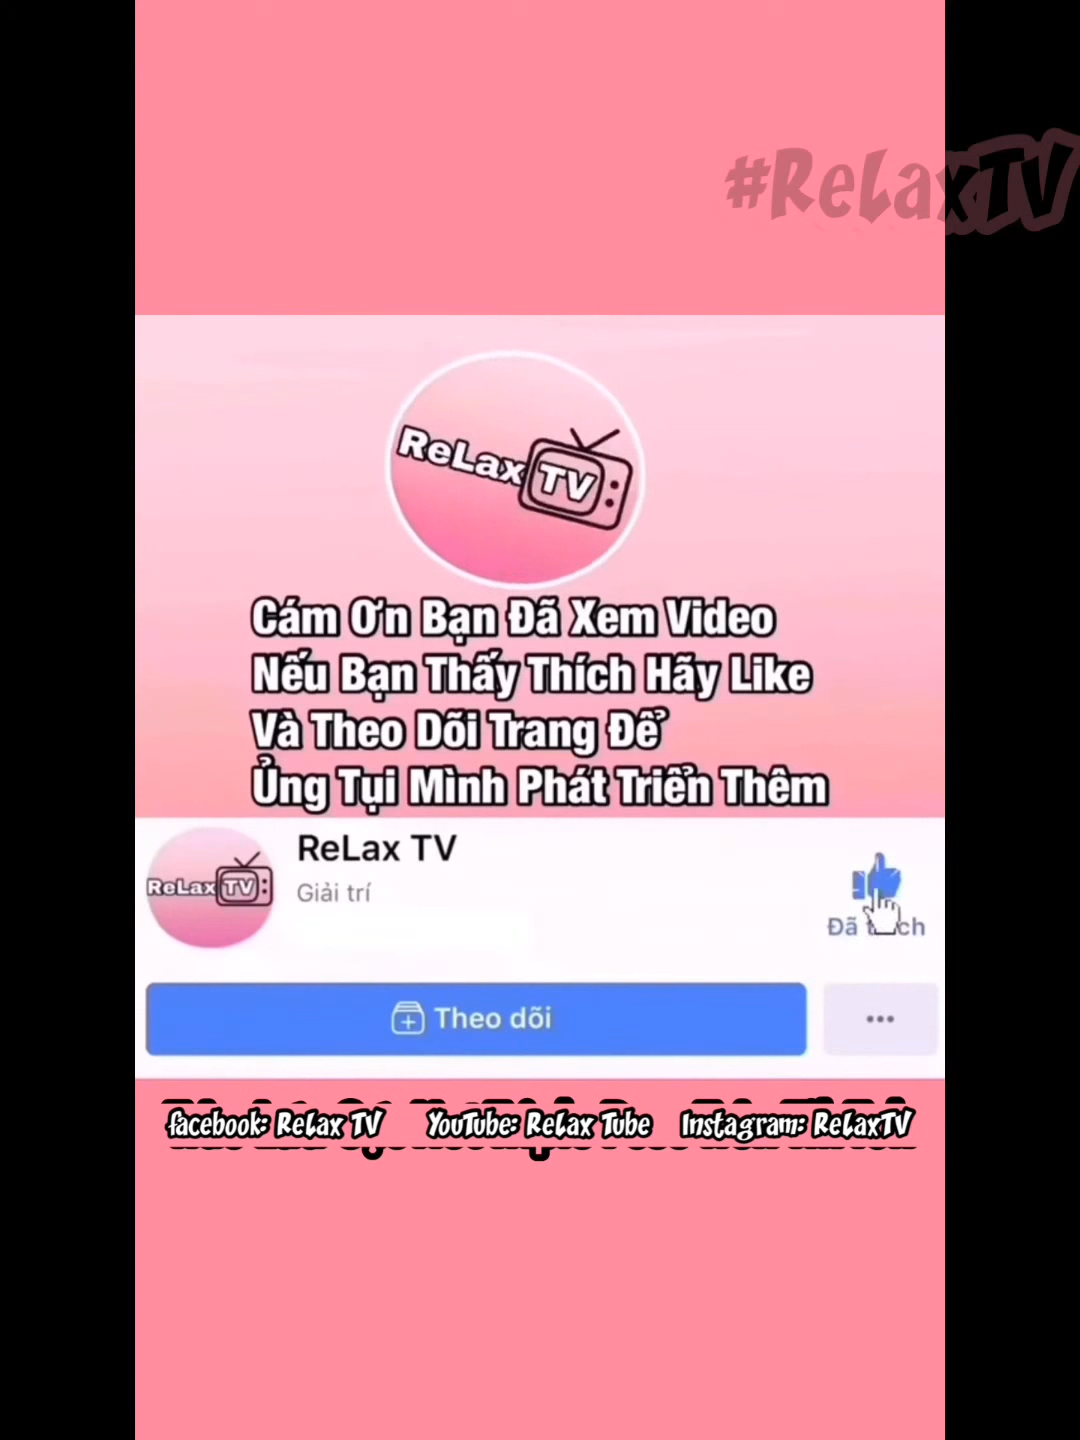 #ReLaxTV
ReLax TV
Cám Ơn Bạn Đã Xem Video
Nếu Bạn Thấy Thích Hãy Like
Và Theo Dõi Trang Để
Ủng Tụi Mình Phát Triển Thêm
ReLax TV
ReLax TV
Giải trí
Đã
Theo dõi
facebook: ReLax TV YouTube: ReLax Tube Instagram: ReLaxTV